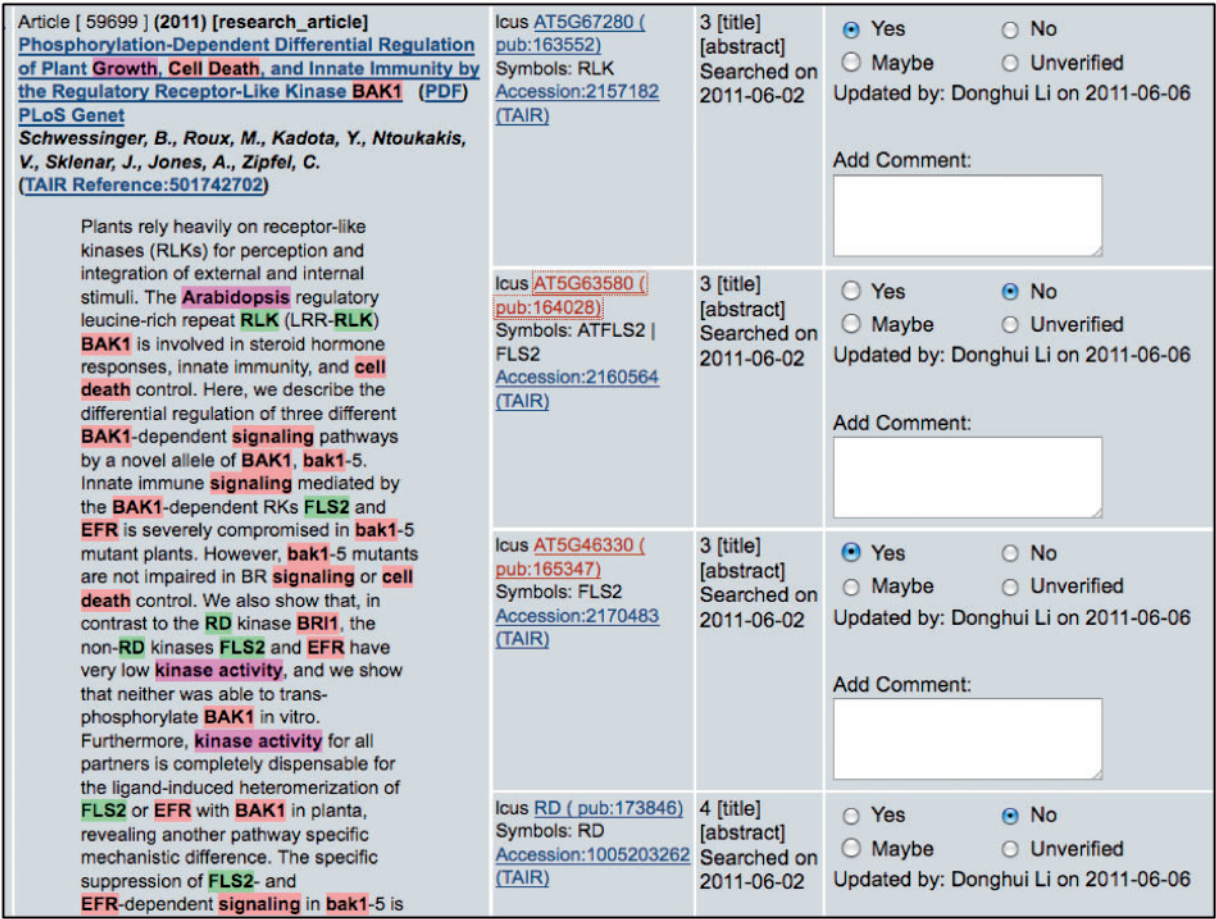 Article [ 59699 ] (2011) [research_article]
Phosphorylation-Dependent Differential Regulation
of Plant Growth, Cell Death, and Innate Immunity by
the Regulatory Receptor-Like Kinase BAK1 (PDF)
PLoS Genet
Schwessinger, B., Roux, M., Kadota, Y., Ntoukakis,
V., Sklenar, J., Jones, A., Zipfel, C.
(TAIR Reference:501742702)
Plants rely heavily on receptor-like
kinases (RLKs) for perception and
integration of external and internal
stimuli. The Arabidopsis regulatory
leucine-rich repeat RLK (LRR-RLK)
BAK1 is involved in steroid hormone
responses, innate immunity, and cell
death control. Here, we describe the
differential regulation of three different
BAK1-dependent signaling pathways
by a novel allele of BAK1, bak1-5.
Innate immune signaling mediated by
the BAK1-dependent RKs FLS2 and
EFR is severely compromised in bak1-5
mutant plants. However, bak1-5 mutants
are not impaired in BR signaling or cell
death control. We also show that, in
contrast to the RD kinase BRI1, the
non-RD kinases FLS2 and EFR have
very low kinase activity, and we show
that neither was able to trans-
phosphorylate BAK1 in vitro.
Furthermore, kinase activity for all
partners is completely dispensable for
the ligand-induced heteromerization of
FLS2 or EFR with BAK1 in planta,
revealing another pathway specific
mechanistic difference. The specific
suppression of FLS2- and
EFR-dependent signaling in bak1-5 is
lcus AT5G67280 (
pub:163552)
Symbols: RLK
Accession:2157182
(TAIR)
3 [title]
[abstract]
Searched on
2011-06-02
Yes No
Maybe Unverified
Updated by: Donghui Li on 2011-06-06
Add Comment:
lcus AT5G63580 (
pub:164028)
Symbols: ATFLS2 |
FLS2
Accession:2160564
(TAIR)
3 [title]
[abstract]
Searched on
2011-06-02
Yes No
Maybe Unverified
Updated by: Donghui Li on 2011-06-06
Add Comment:
lcus AT5G46330 (
pub:165347)
Symbols: FLS2
Accession:2170483
(TAIR)
3 [title]
[abstract]
Searched on
2011-06-02
Yes No
Maybe Unverified
Updated by: Donghui Li on 2011-06-06
Add Comment:
lcus RD ( pub:173846)
Symbols: RD
Accession:1005203262
(TAIR)
4 [title]
[abstract]
Searched on
2011-06-02
Yes No
Maybe Unverified
Updated by: Donghui Li on 2011-06-06